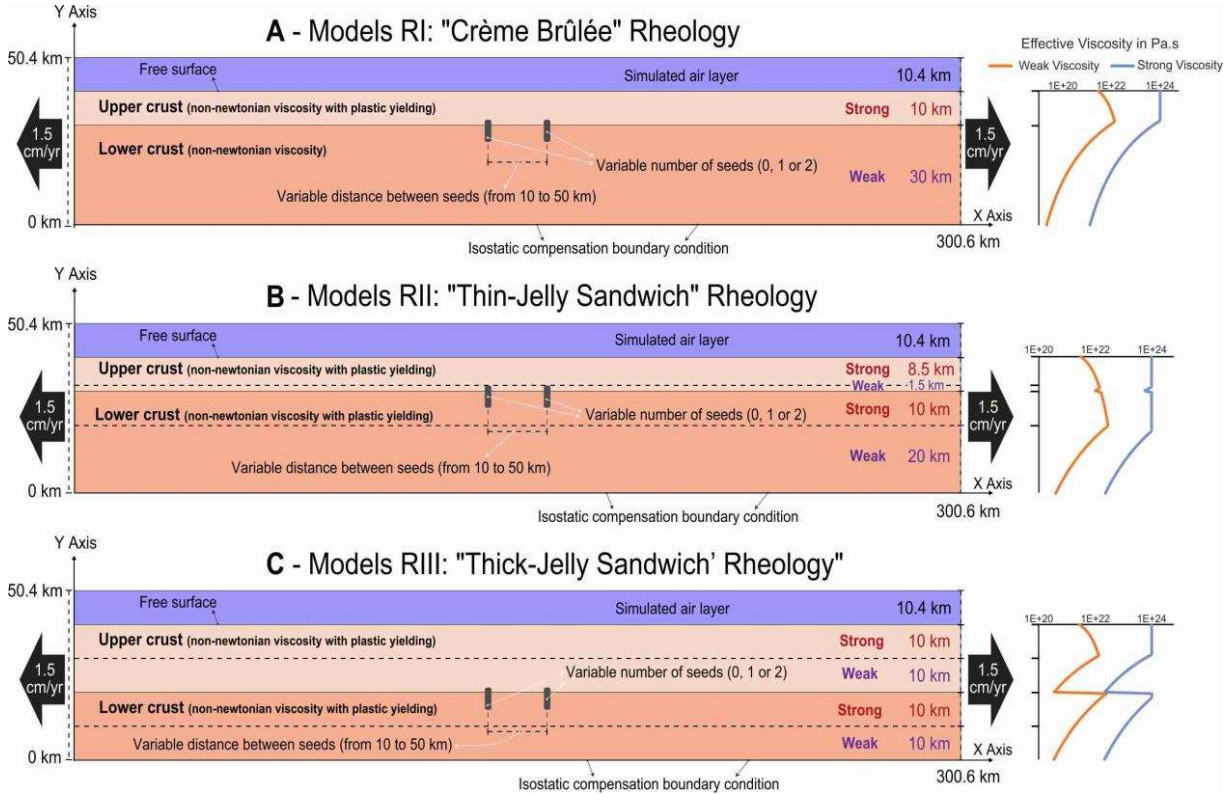 Y Axis
A - Models RI: "Crème Brûlée" Rheology
50.4 km
Free surface
Simulated air layer
10.4 km
Upper crust (non-newtonian viscosity with plastic yielding)
Strong 10 km
1.5 cm/yr
1.5 cm/yr
Lower crust (non-newtonian viscosity)
Variable number of seeds (0, 1 or 2)
Weak 30 km
Variable distance between seeds (from 10 to 50 km)
0 km
X Axis
Isostatic compensation boundary condition
300.6 km
Effective Viscosity in Pa.s
Weak Viscosity
Strong Viscosity
1E+20 1E+22 1E+24
Y Axis
B - Models RII: "Thin-Jelly Sandwich" Rheology
50.4 km
Free surface
Simulated air layer
10.4 km
Upper crust (non-newtonian viscosity with plastic yielding)
Strong 8.5 km
Weak 1.5 km
1.5 cm/yr
1.5 cm/yr
Lower crust (non-newtonian viscosity with plastic yielding)
Variable number of seeds (0, 1 or 2)
Strong 10 km
Variable distance between seeds (from 10 to 50 km)
Weak 20 km
0 km
X Axis
Isostatic compensation boundary condition
300.6 km
1E+20 1E+22 1E+24
Y Axis
C - Models RIII: "Thick-Jelly Sandwich' Rheology"
50.4 km
Free surface
Simulated air layer
10.4 km
Upper crust (non-newtonian viscosity with plastic yielding)
Strong 10 km
1.5 cm/yr
1.5 cm/yr
Variable number of seeds (0, 1 or 2)
Weak 10 km
Lower crust (non-newtonian viscosity with plastic yielding)
Strong 10 km
Variable distance between seeds (from 10 to 50 km)
Weak 10 km
0 km
X Axis
Isostatic compensation boundary condition
300.6 km
1E+20 1E+22 1E+24